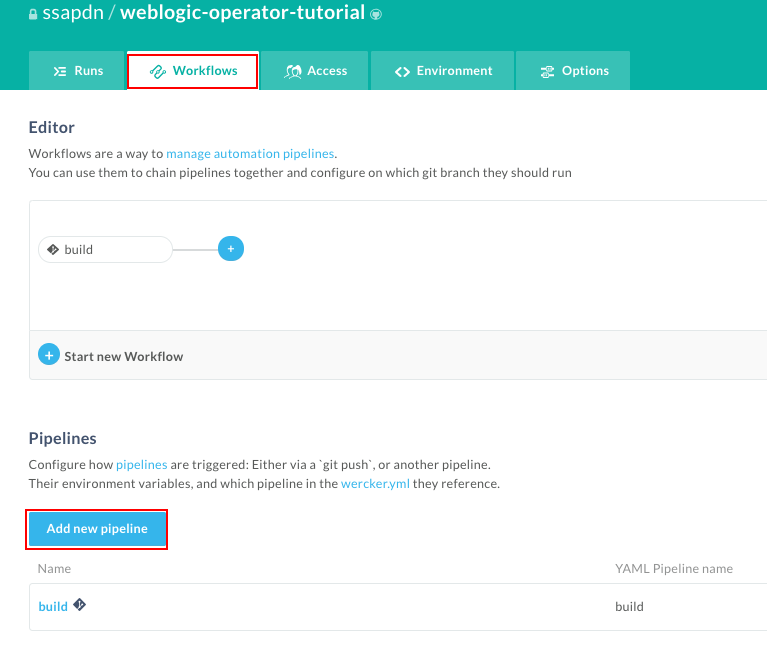 ssapdn / weblogic-operator-tutorial
Runs
Workflows
Access
Environment
Options
Editor
Workflows are a way to manage automation pipelines.
You can use them to chain pipelines together and configure on which git branch they should run
build
+
+ Start new Workflow
Pipelines
Configure how pipelines are triggered: Either via a `git push`, or another pipeline.
Their environment variables, and which pipeline in the wercker.yml they reference.
Add new pipeline
Name YAML Pipeline name
build build